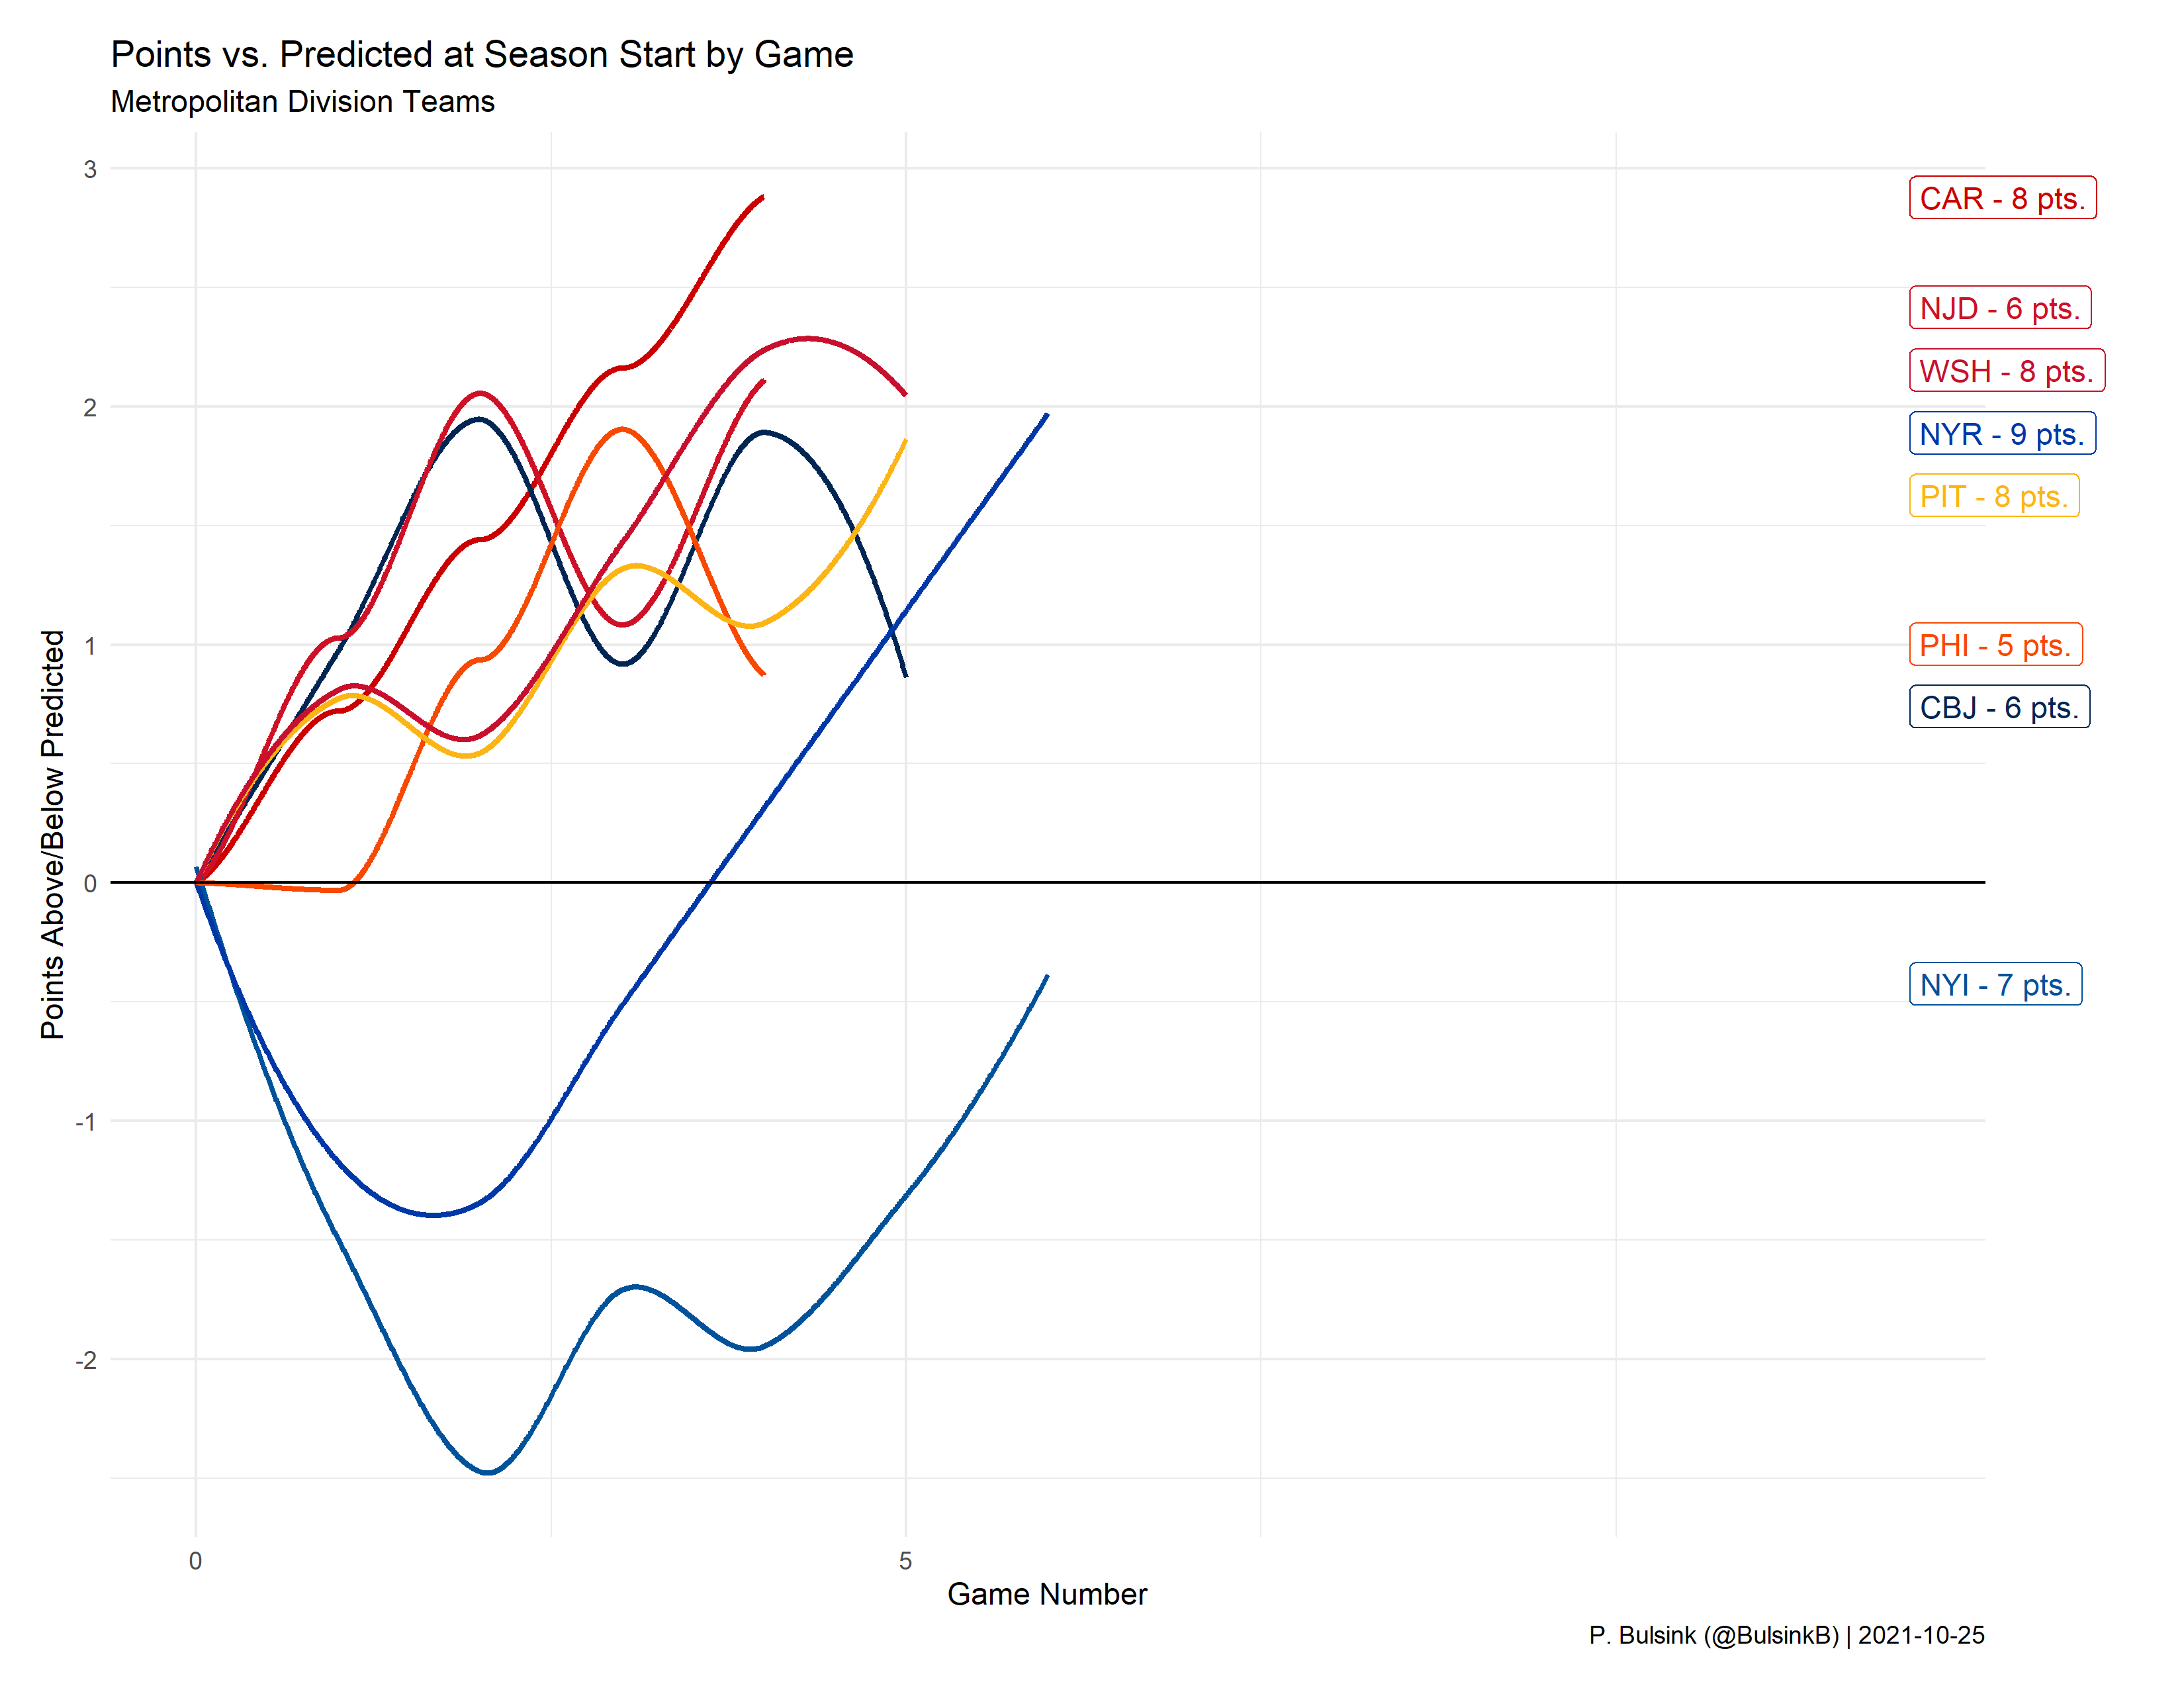 Points vs. Predicted at Season Start by Game
Metropolitan Division Teams
Points Above/Below Predicted
3
2
1
0
-1
-2
CAR - 8 pts.
NJD - 6 pts.
WSH - 8 pts.
NYR - 9 pts.
PIT - 8 pts.
PHI - 5 pts.
CBJ - 6 pts.
NYI - 7 pts.
0
5
Game Number
P. Bulsink (@BulsinkB) | 2021-10-25